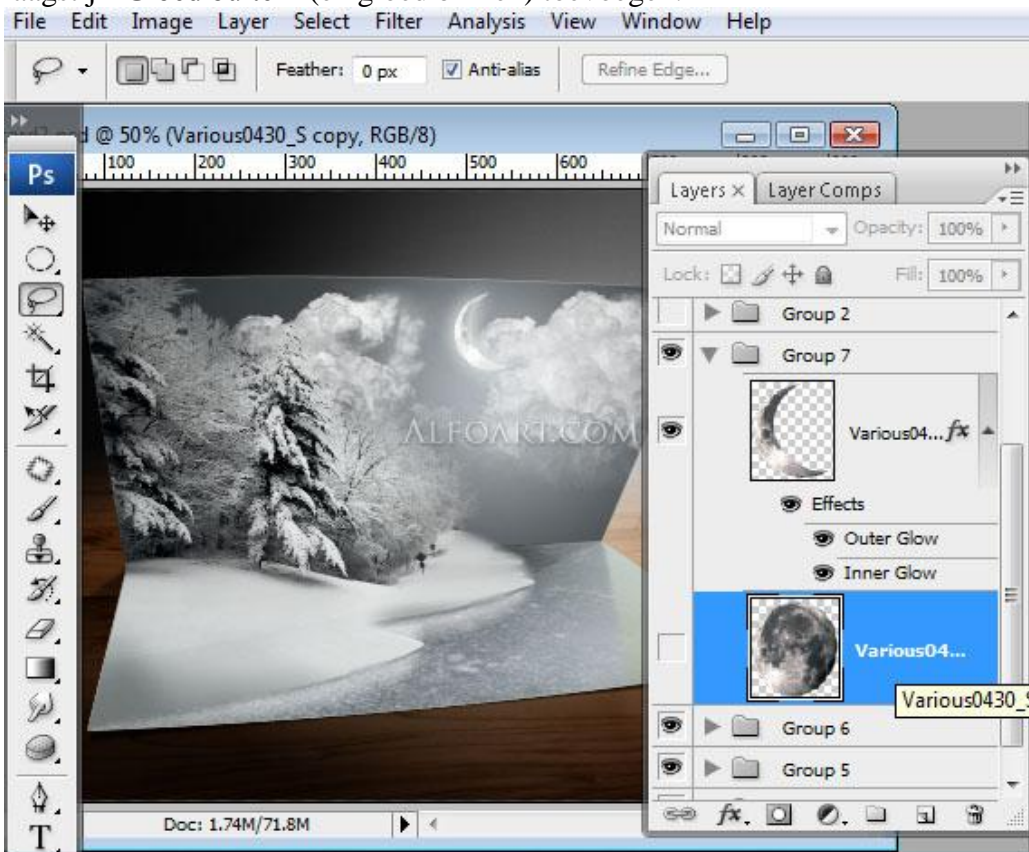 File Edit Image Layer Select Filter Analysis View Window Help
Feather: 0 px Anti-alias Refine Edge...
@ 50% (Various0430_S copy, RGB/8)
100 200 300 400 500 600
Ps
Layers × Layer Comps
Normal Opacity: 100%
Lock: Fill: 100%
Group 2
Group 7
Various04... fx
Effects
Outer Glow
Inner Glow
Various04...
Various0430_S
Group 6
Group 5
ALFOART.COM
Doc: 1.74M/71.8M
fx.
T